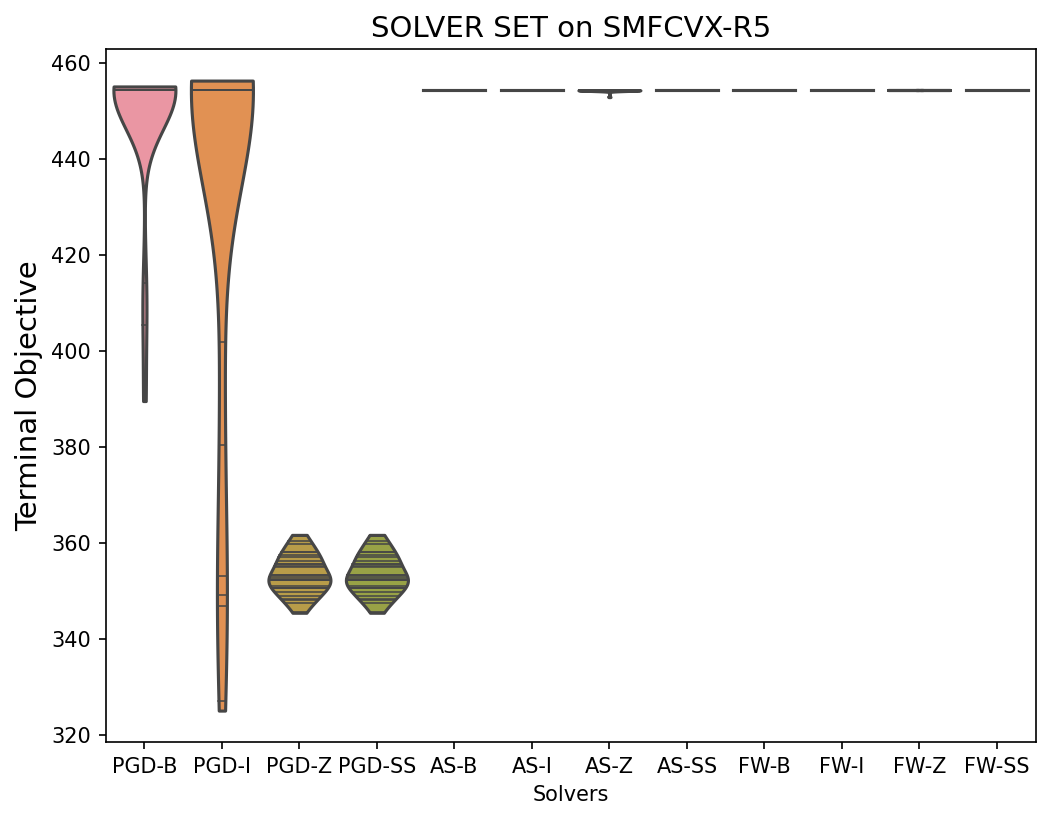 SOLVER SET on SMFCVX-R5
Terminal Objective
460
440
420
400
380
360
340
320
PGD-B PGD-I PGD-Z PGD-SS AS-B AS-I AS-Z AS-SS FW-B FW-I FW-Z FW-SS
Solvers